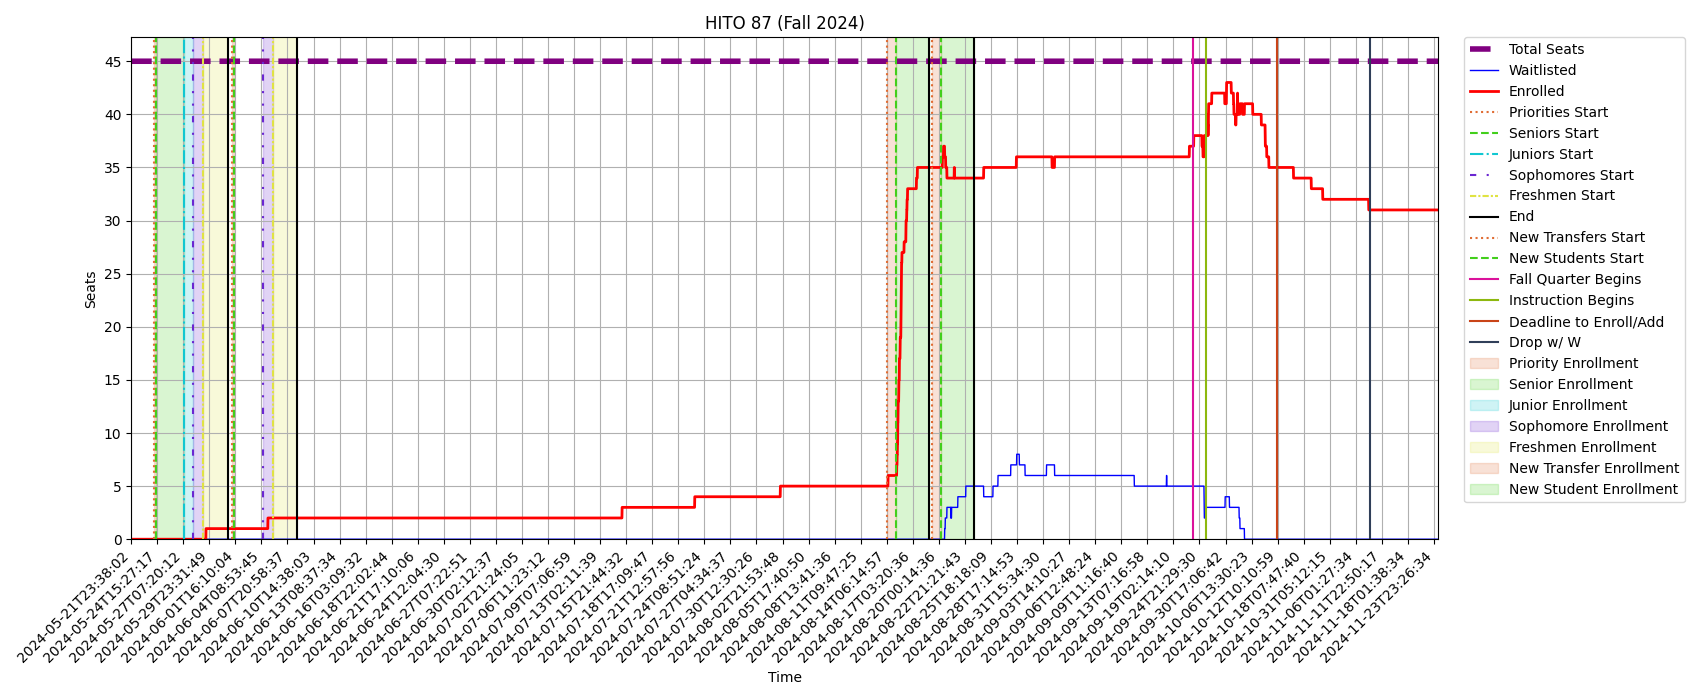 HITO 87 (Fall 2024)
Seats
45
40
35
30
25
20
15
10
5
0
2024-05-21T23:38:02
2024-05-24T15:27:17
2024-05-27T07:20:12
2024-05-29T23:31:49
2024-06-01T16:10:04
2024-06-04T08:53:45
2024-06-07T20:58:37
2024-06-10T14:38:03
2024-06-13T08:37:34
2024-06-16T03:09:32
2024-06-18T22:02:44
2024-06-21T17:10:06
2024-06-24T12:04:30
2024-06-27T07:22:51
2024-06-30T02:12:37
2024-07-02T21:24:05
2024-07-06T11:23:12
2024-07-09T07:06:59
2024-07-13T02:11:39
2024-07-15T21:44:32
2024-07-18T17:09:47
2024-07-21T12:57:56
2024-07-24T08:51:24
2024-07-27T04:34:37
2024-07-30T12:30:26
2024-08-02T21:53:48
2024-08-05T17:40:50
2024-08-08T13:41:36
2024-08-11T09:47:25
2024-08-14T06:14:57
2024-08-17T03:20:36
2024-08-20T00:14:36
2024-08-22T21:21:43
2024-08-25T18:18:09
2024-08-28T17:14:53
2024-08-31T15:34:30
2024-09-03T14:10:27
2024-09-06T12:48:24
2024-09-09T11:16:40
2024-09-13T07:16:58
2024-09-19T02:14:10
2024-09-24T21:29:30
2024-09-30T17:06:42
2024-10-06T13:30:23
2024-10-12T10:10:59
2024-10-18T07:47:40
2024-10-31T05:12:15
2024-11-06T01:27:34
2024-11-11T22:50:17
2024-11-18T01:38:34
2024-11-23T23:26:34
Time
Total Seats
Waitlisted
Enrolled
Priorities Start
Seniors Start
Juniors Start
Sophomores Start
Freshmen Start
End
New Transfers Start
New Students Start
Fall Quarter Begins
Instruction Begins
Deadline to Enroll/Add
Drop w/ W
Priority Enrollment
Senior Enrollment
Junior Enrollment
Sophomore Enrollment
Freshmen Enrollment
New Transfer Enrollment
New Student Enrollment